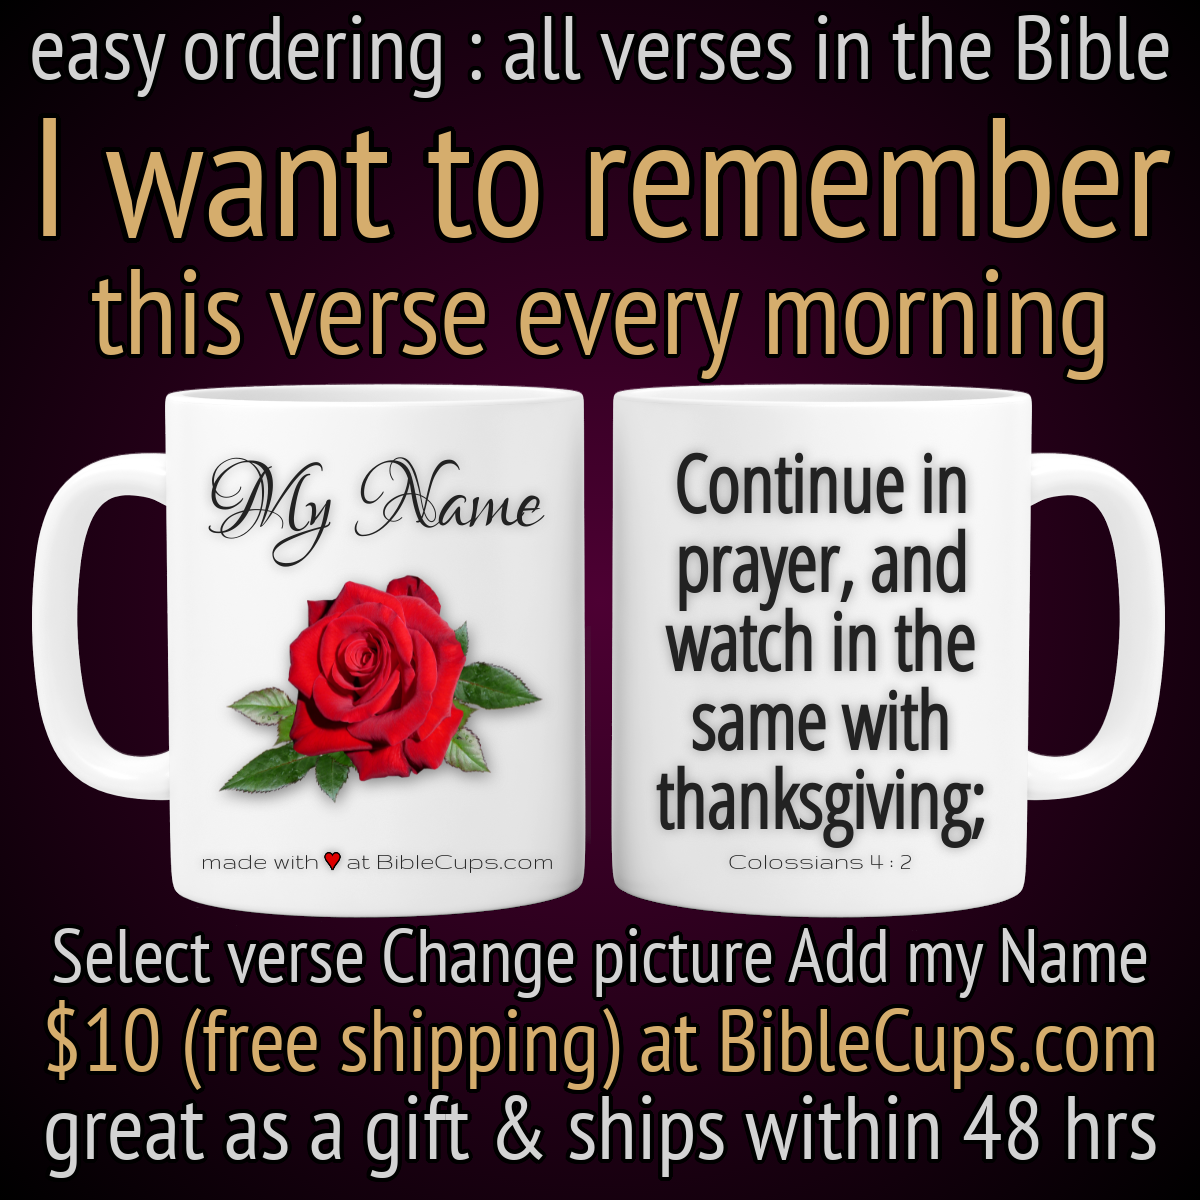 easy ordering : all verses in the Bible
I want to remember
this verse every morning
My Name
made with ❤ at BibleCups.com
Continue in
prayer, and
watch in the
same with
thanksgiving;
Colossians 4 : 2
Select verse Change picture Add my Name
$10 (free shipping) at BibleCups.com
great as a gift & ships within 48 hrs